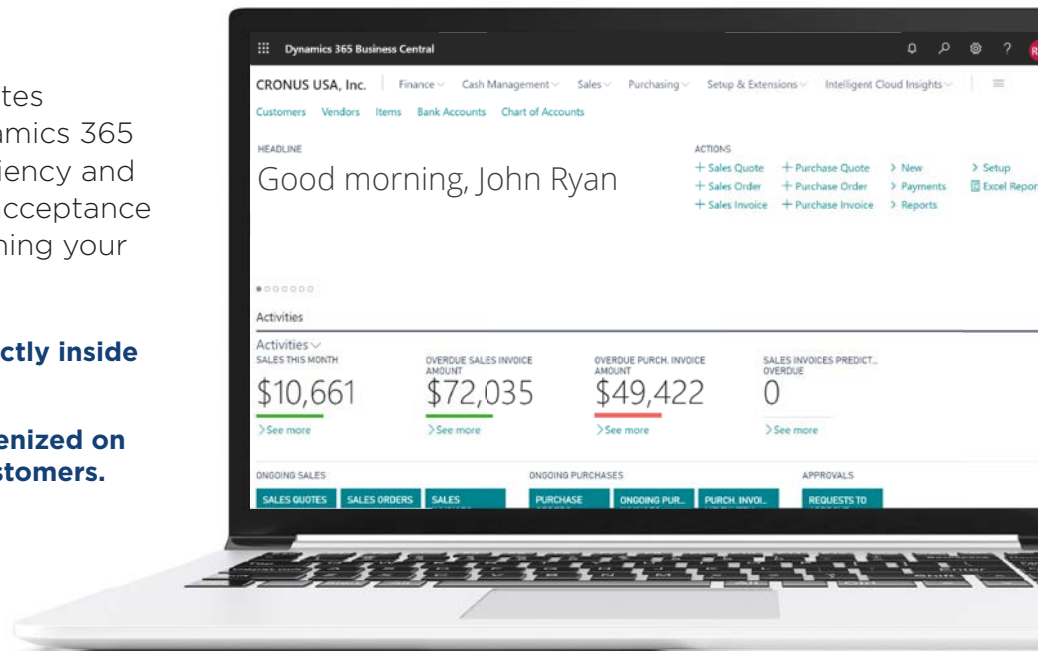 tes
amics 365
iency and
acceptance
ning your
ctly inside
enized on
stomers.
Dynamics 365 Business Central
?
R
CRONUS USA, Inc. Finance Cash Management Sales Purchasing Setup & Extensions Intelligent Cloud Insights
Customers Vendors Items Bank Accounts Chart of Accounts
HEADLINE
Good morning, John Ryan
ACTIONS
+ Sales Quote + Purchase Quote > New > Setup
+ Sales Order + Purchase Order > Payments Excel Repor
+ Sales Invoice + Purchase Invoice > Reports
Activities
Activities
SALES THIS MONTH
$10,661
> See more
OVERDUE SALES INVOICE
AMOUNT
$72,035
> See more
OVERDUE PURCH. INVOICE
AMOUNT
$49,422
> See more
SALES INVOICES PREDICT...
OVERDUE
0
> See more
ONGOING SALES ONGOING PURCHASES APPROVALS
SALES QUOTES SALES ORDERS SALES PURCHASE ONGOING PUR... PURCH. INVOI... REQUESTS TO
Alt Ctrl Shift Enter